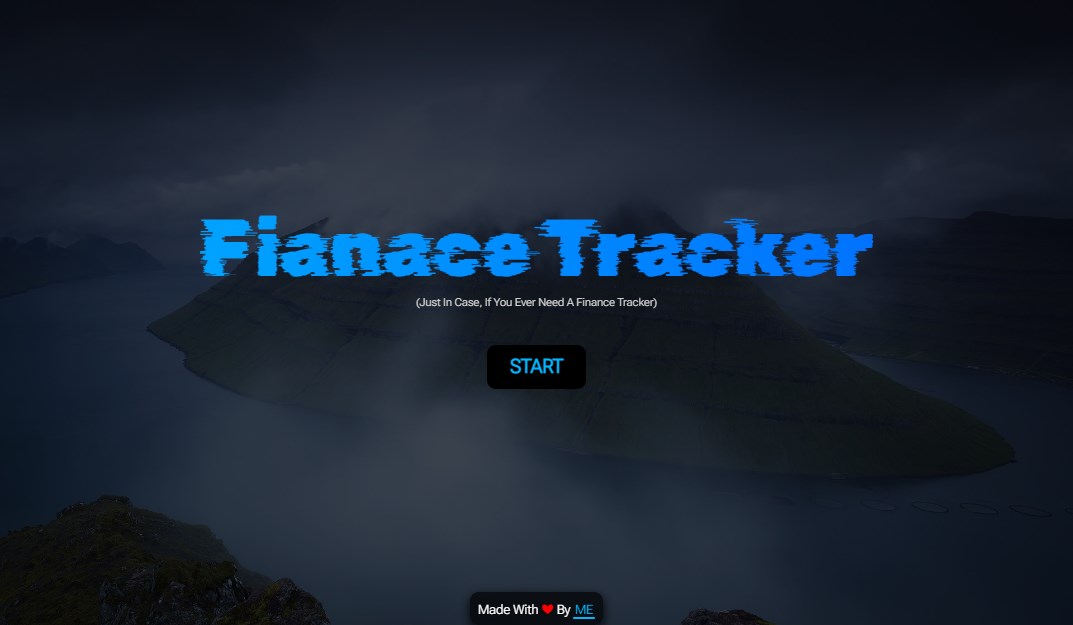 Fianace Tracker
(Just In Case, If You Ever Need A Finance Tracker)
START
Made With ❤ By ME